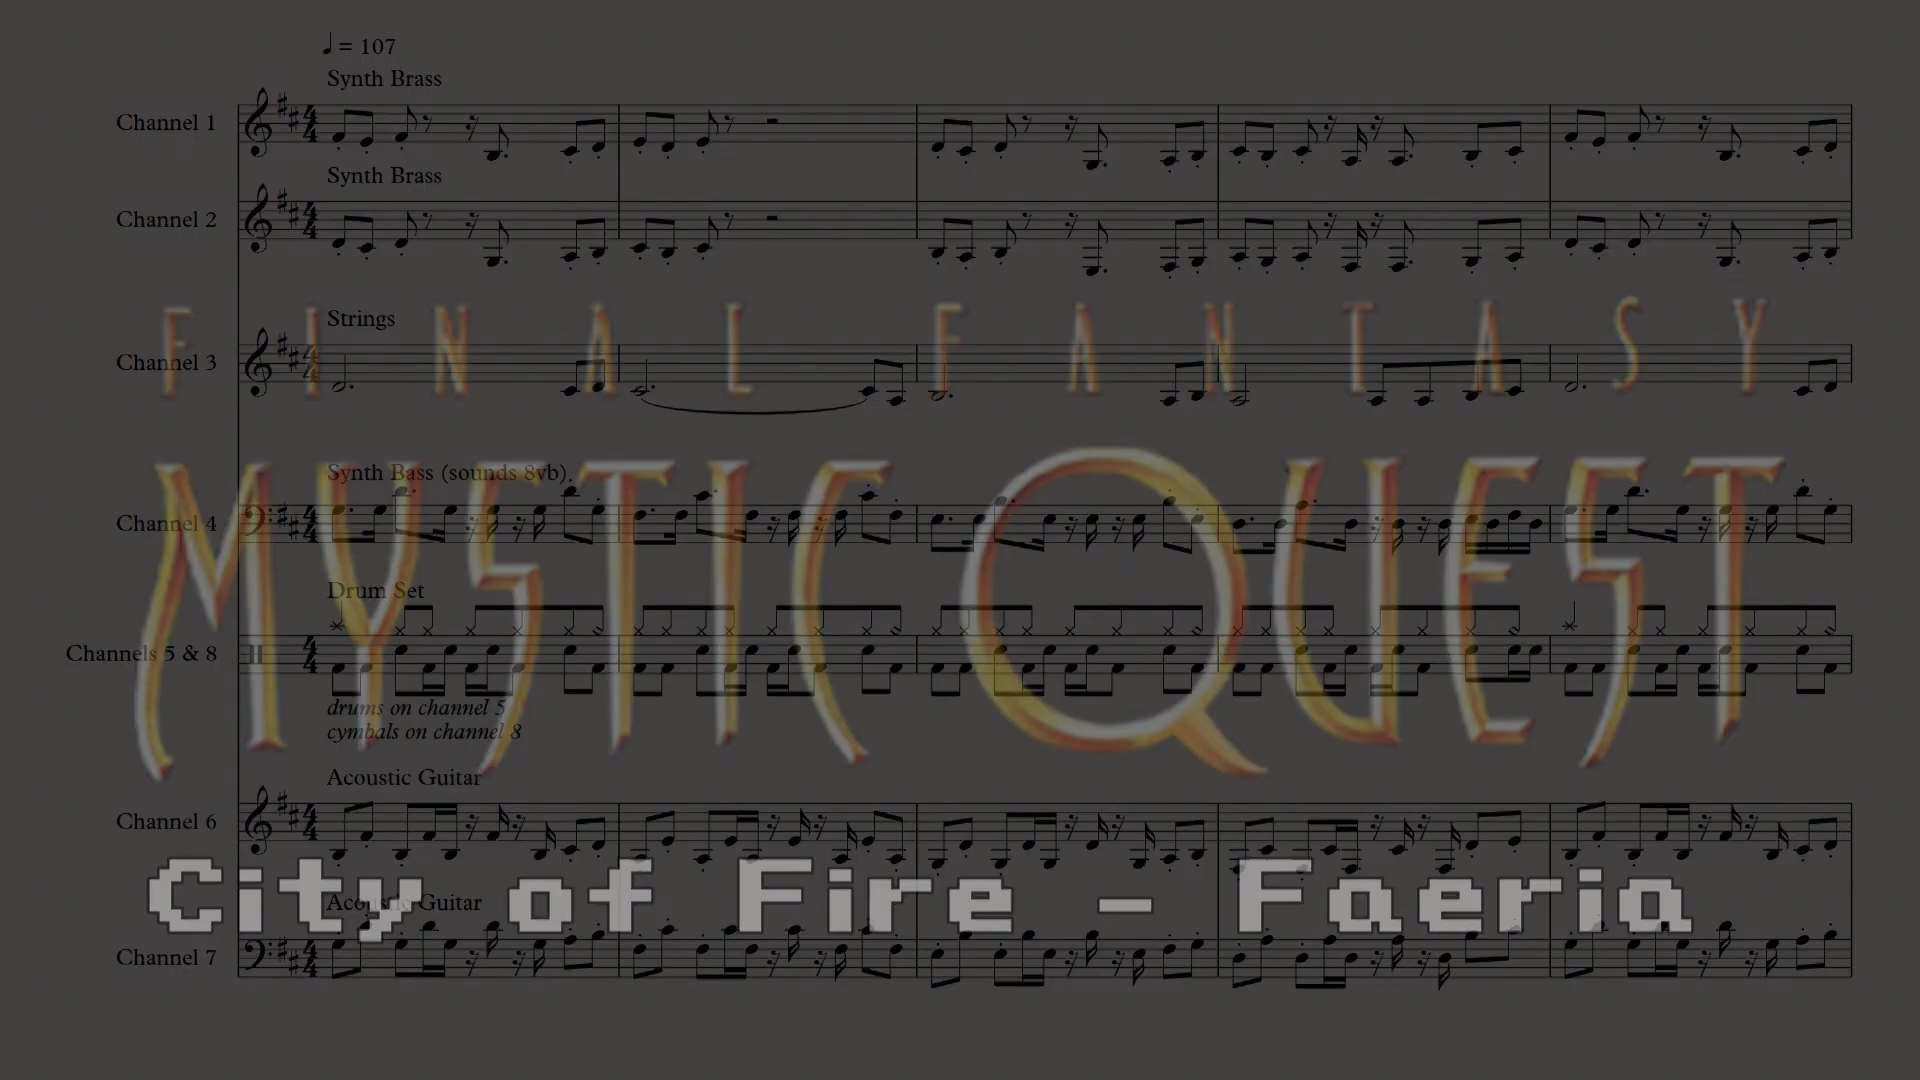 ♩ = 107
Synth Brass
Channel 1
Synth Brass
Channel 2
Strings
FINAL FANTASY
Channel 3
Synth Bass (sounds 8vb)
MYSTIC QUEST
Channel 4
Drum Set
Channels 5 & 8
drums on channel 5
cymbals on channel 8
Acoustic Guitar
Channel 6
City of Fire - Faeria
Acoustic Guitar
Channel 7